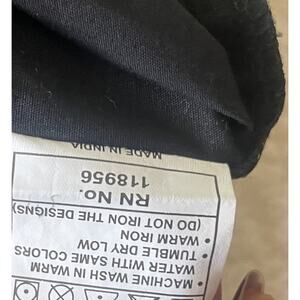 MADE IN INDIA
RN No.
118956
• MACHINE WASH IN WARM
WATER WITH SAME COLORS
• TUMBLE DRY LOW
• WARM IRON
(DO NOT IRON THE DESIGNS)